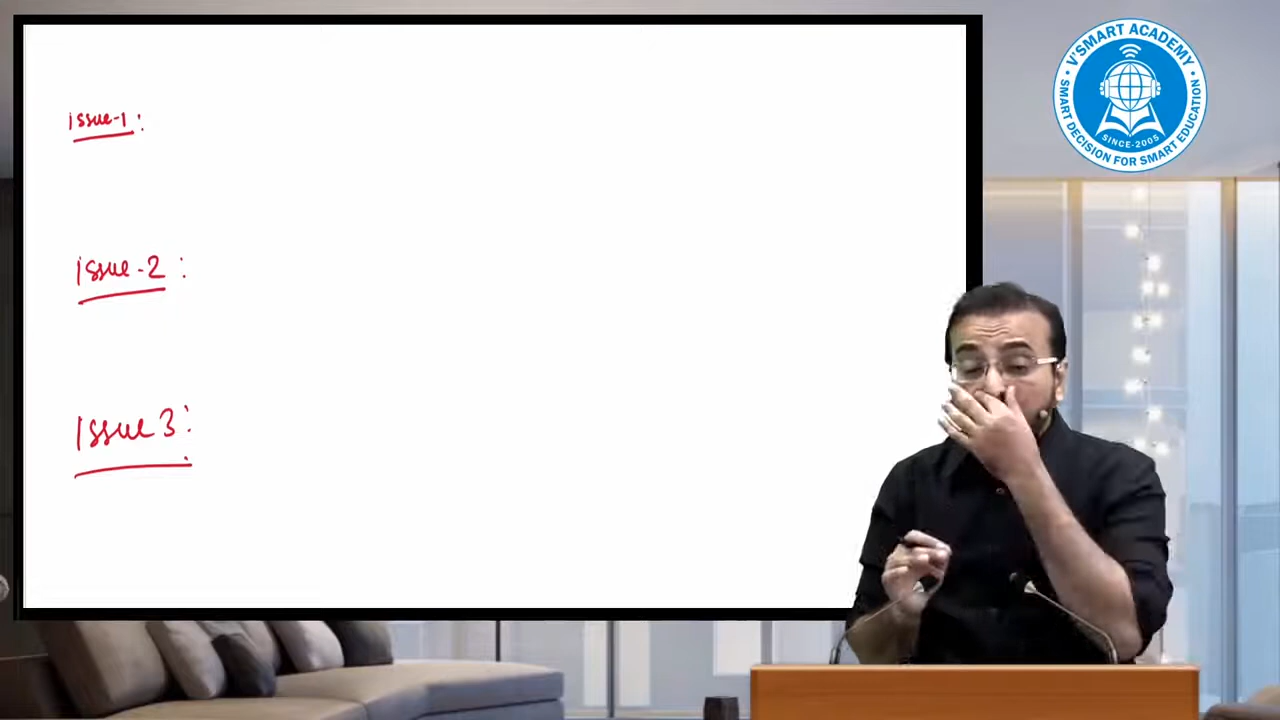 issue-1:
issue-2:
issue 3:
V'SMART ACADEMY
SMART DECISION FOR SMART EDUCATION
SINCE-2005